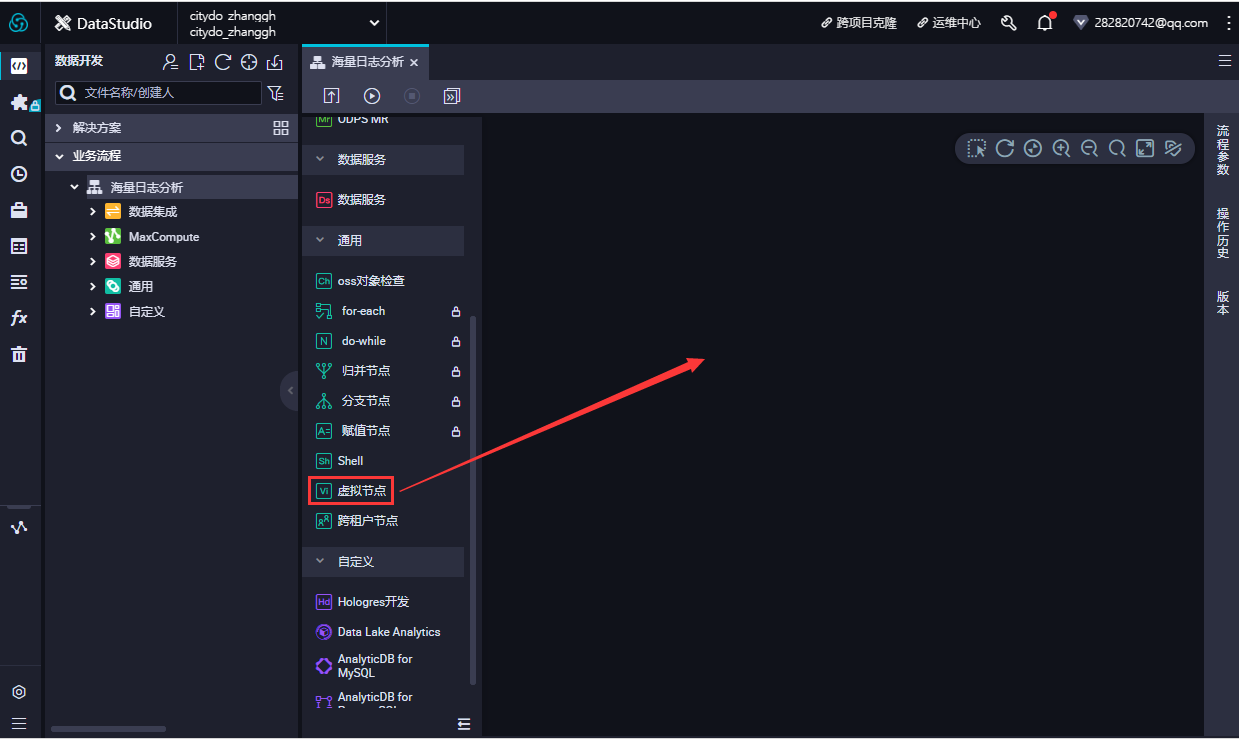 DataStudio
citydo_zhanggh
citydo_zhanggh
跨项目克隆
运维中心
282820742@qq.com
数据开发
文件名称/创建人
解决方案
业务流程
海量日志分析
数据集成
MaxCompute
数据服务
通用
自定义
海量日志分析
Mr ODPS MR
数据服务
Ds 数据服务
通用
Ch oss对象检查
for-each
N do-while
归并节点
分支节点
A= 赋值节点
Sh Shell
Vi 虚拟节点
跨租户节点
自定义
Hd Hologres开发
Data Lake Analytics
AnalyticDB for
MySQL
AnalyticDB for
流程参数
操作历史
版本